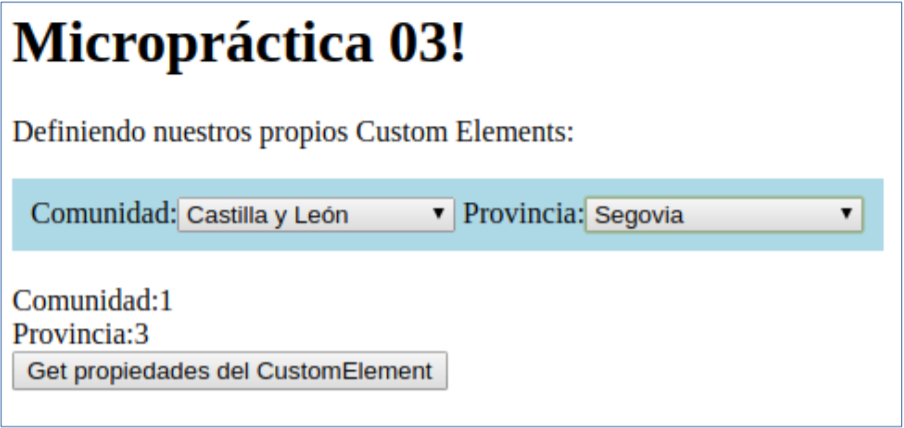 Micropráctica 03!
Definiendo nuestros propios Custom Elements:
Comunidad: Castilla y León Provincia: Segovia
Comunidad:1
Provincia:3
Get propiedades del CustomElement